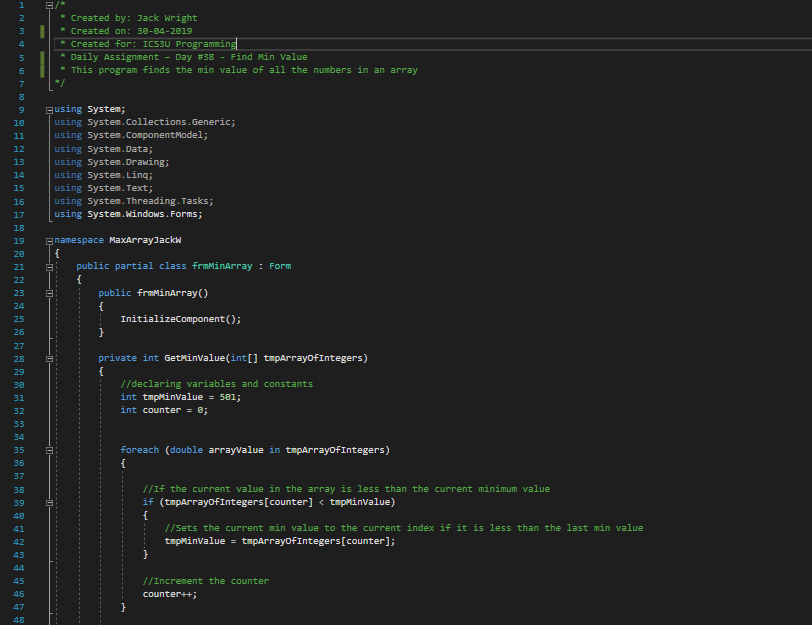 1 /*
2 * Created by: Jack Wright
3 * Created on: 30-04-2019
4 * Created for: ICS3U Programming
5 * Daily Assignment – Day #38 - Find Min Value
6 * This program finds the min value of all the numbers in an array
7 */
8
9 using System;
10 using System.Collections.Generic;
11 using System.ComponentModel;
12 using System.Data;
13 using System.Drawing;
14 using System.Linq;
15 using System.Text;
16 using System.Threading.Tasks;
17 using System.Windows.Forms;
18
19 namespace MaxArrayJackW
20 {
21 public partial class frmMinArray : Form
22 {
23 public frmMinArray()
24 {
25 InitializeComponent();
26 }
27
28 private int GetMinValue(int[] tmpArrayOfIntegers)
29 {
30 //declaring variables and constants
31 int tmpMinValue = 501;
32 int counter = 0;
33
34
35 foreach (double arrayValue in tmpArrayOfIntegers)
36 {
37
38 //If the current value in the array is less than the current minimum value
39 if (tmpArrayOfIntegers[counter] < tmpMinValue)
40 {
41 //Sets the current min value to the current index if it is less than the last min value
42 tmpMinValue = tmpArrayOfIntegers[counter];
43 }
44
45 //Increment the counter
46 counter++;
47 }
48